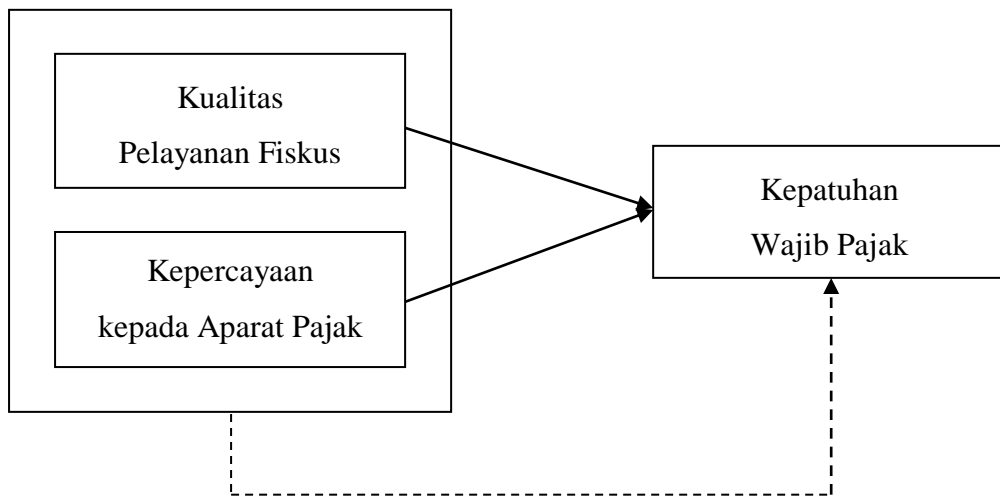 Kualitas
Pelayanan Fiskus
Kepercayaan
kepada Aparat Pajak
Kepatuhan
Wajib Pajak